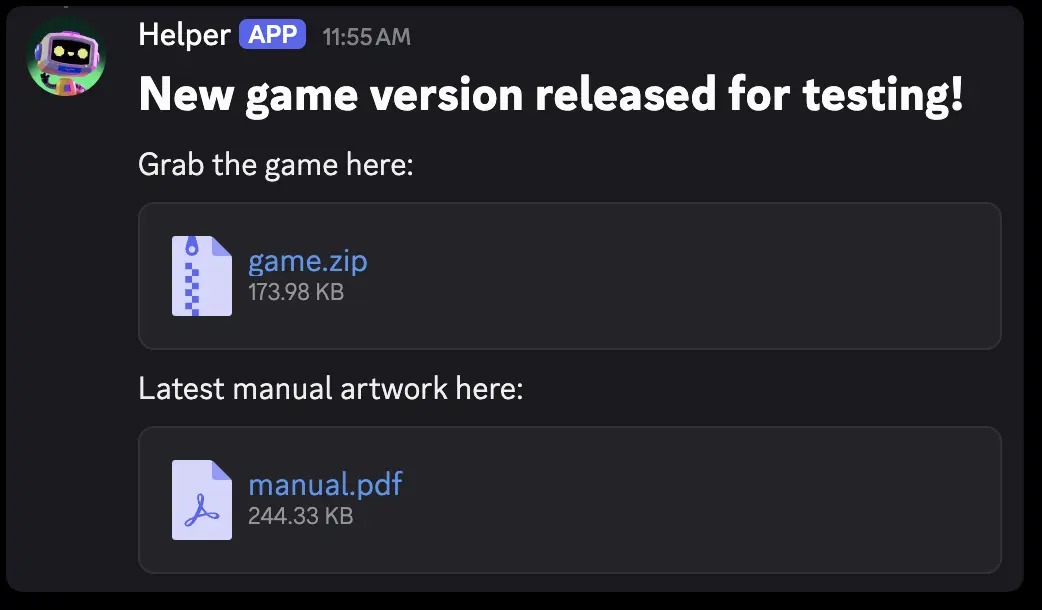 Helper APP 11:55 AM
New game version released for testing!
Grab the game here:
game.zip
173.98 KB
Latest manual artwork here:
manual.pdf
244.33 KB